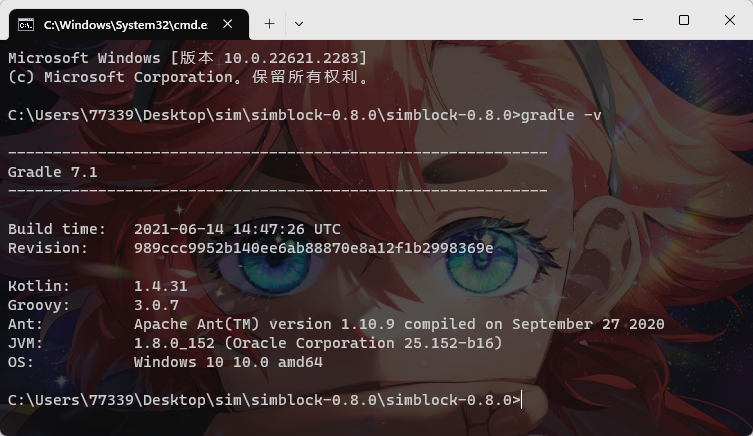 C:\Windows\System32\cmd.e
Microsoft Windows [版本 10.0.22621.2283]
(c) Microsoft Corporation。保留所有权利。
C:\Users\77339\Desktop\sim\simblock-0.8.0\simblock-0.8.0>gradle -v
------------------------------------------------------------
Gradle 7.1
------------------------------------------------------------
Build time:   2021-06-14 14:47:26 UTC
Revision:     989ccc9952b140ee6ab88870e8a12f1b2998369e
Kotlin:       1.4.31
Groovy:       3.0.7
Ant:          Apache Ant(TM) version 1.10.9 compiled on September 27 2020
JVM:          1.8.0_152 (Oracle Corporation 25.152-b16)
OS:           Windows 10 10.0 amd64
C:\Users\77339\Desktop\sim\simblock-0.8.0\simblock-0.8.0>